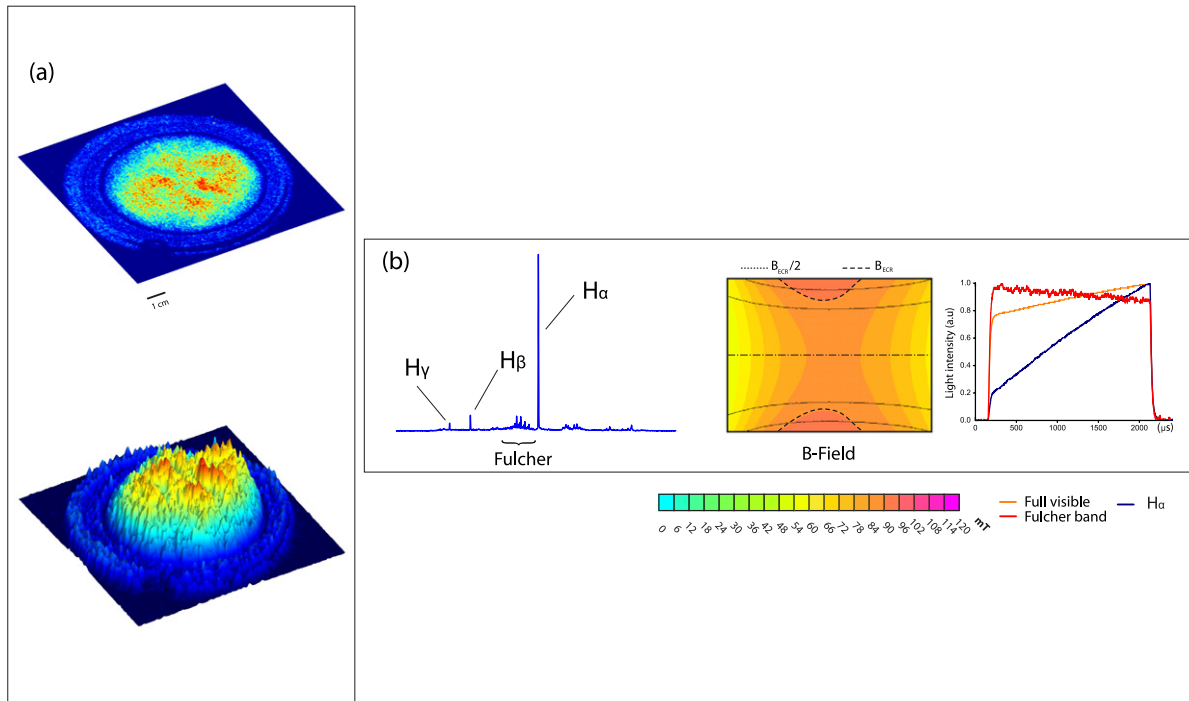 (a)
1 cm
(b)
Hγ
Hβ
Hα
Fulcher
B_ECR/2
B_ECR
B-Field
Light intensity (a.u)
1.0
0.8
0.6
0.4
0.2
0.0
0 500 1000 1500 2000 (μs)
0 6 12 18 24 30 36 42 48 54 60 66 72 78 84 90 96 102 108 114 120 mT
Full visible
Fulcher band
Hα